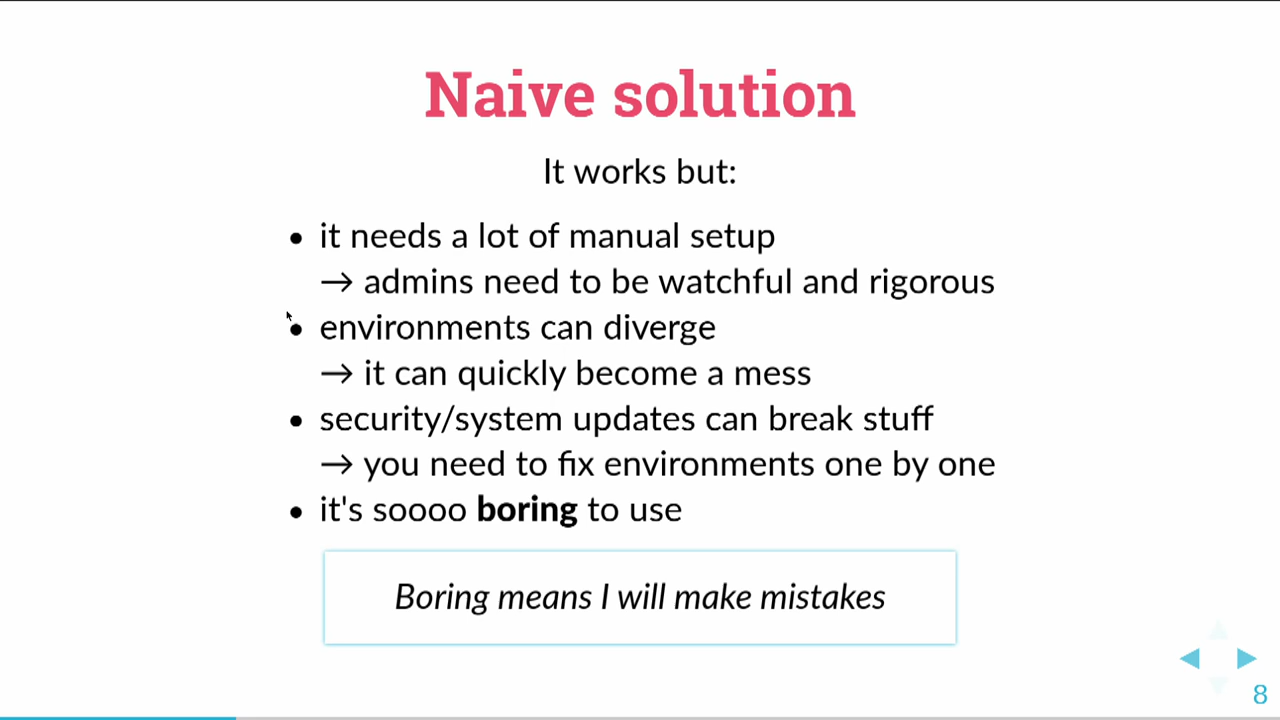 Naive solution
It works but:
• it needs a lot of manual setup
→ admins need to be watchful and rigorous
• environments can diverge
→ it can quickly become a mess
• security/system updates can break stuff
→ you need to fix environments one by one
• it's soooo boring to use
Boring means I will make mistakes
8